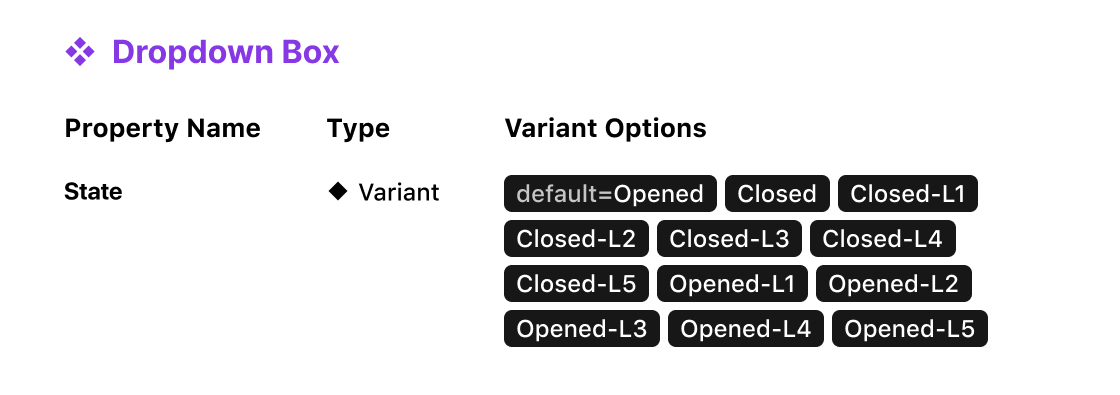 Dropdown Box
Property Name Type Variant Options
State Variant default=Opened Closed Closed-L1
Closed-L2 Closed-L3 Closed-L4
Closed-L5 Opened-L1 Opened-L2
Opened-L3 Opened-L4 Opened-L5